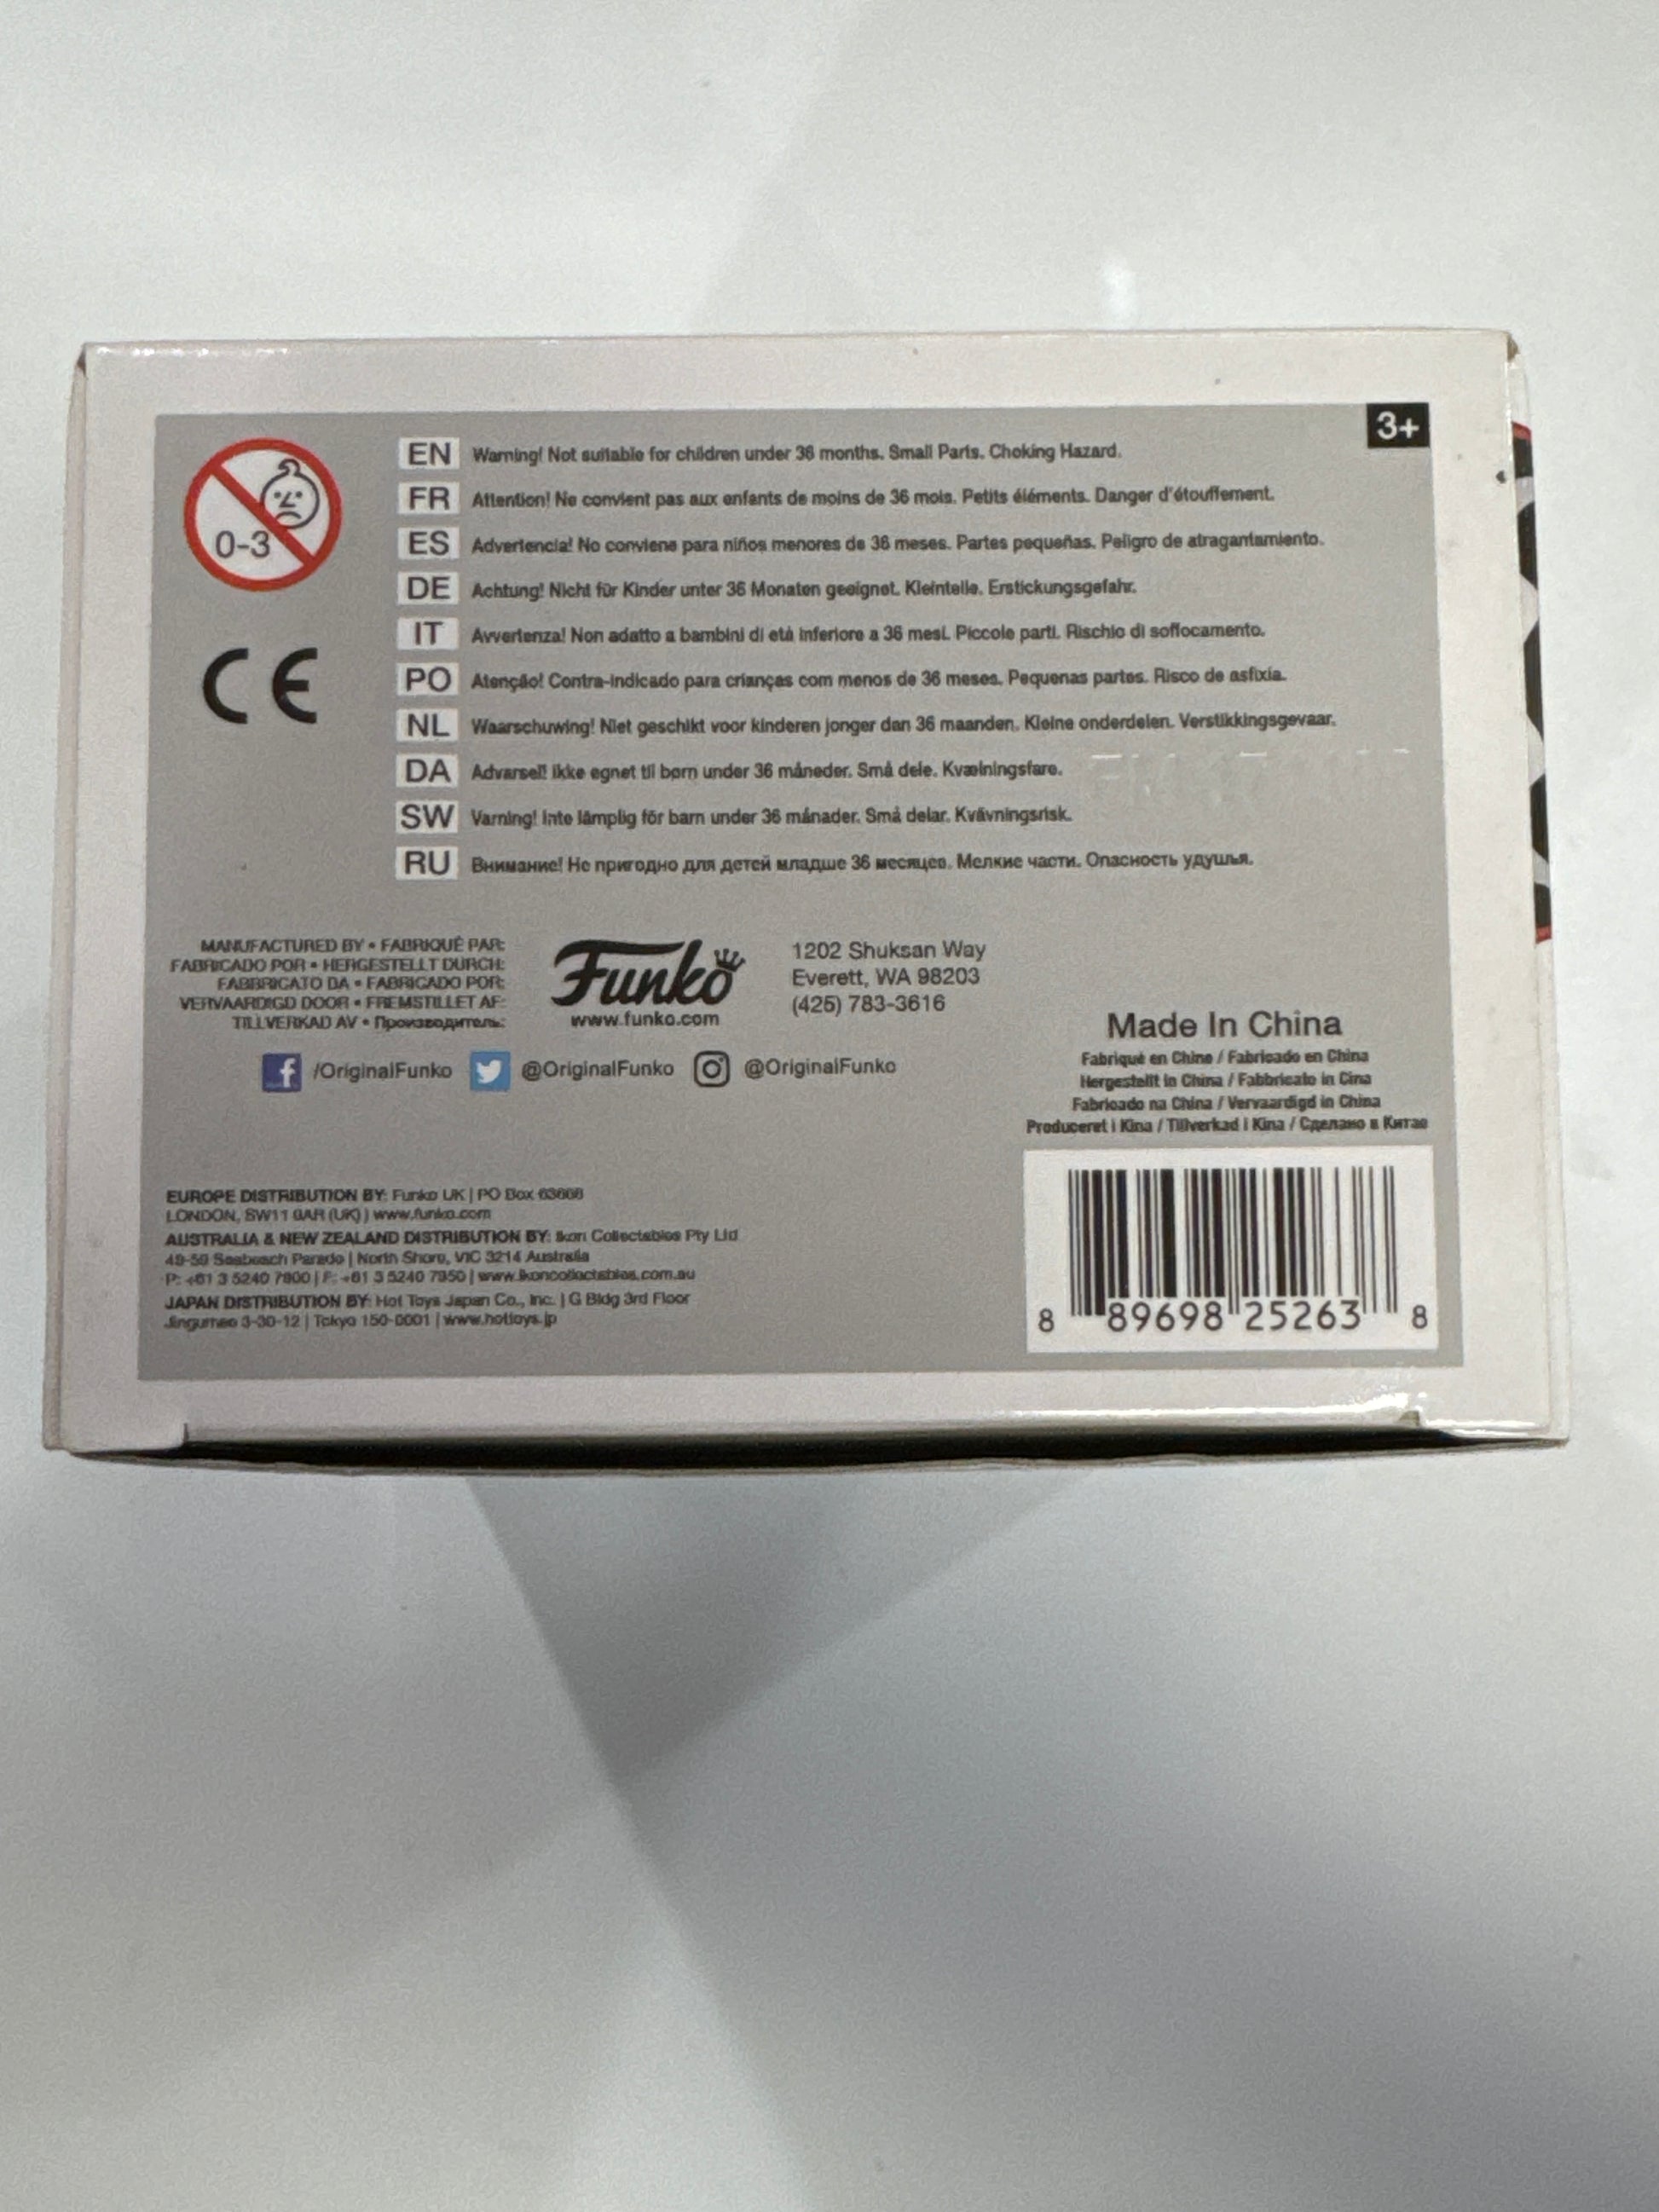 3+
0-3
EN Warning! Not suitable for children under 36 months. Small Parts. Choking Hazard.
FR Attention! Ne convient pas aux enfants de moins de 36 mois. Petits éléments. Danger d'étouffement.
ES Advertencia! No conviene para niños menores de 36 meses. Partes pequeñas. Peligro de atragantamiento.
DE Achtung! Nicht für Kinder unter 36 Monaten geeignet. Kleinteile. Erstickungsgefahr.
IT Avvertenza! Non adatto a bambini di età inferiore a 36 mesi. Piccole parti. Rischio di soffocamento.
PO Atenção! Contra-indicado para crianças com menos de 36 meses. Pequenas partes. Risco de asfixia.
NL Waarschuwing! Niet geschikt voor kinderen jonger dan 36 maanden. Kleine onderdelen. Verstikkingsgevaar.
DA Advarsel! Ikke egnet til børn under 36 måneder. Små dele. Kvælningsfare.
SW Varning! Inte lämplig för barn under 36 månader. Små delar. Kvävningsrisk.
RU Внимание! Не пригодно для детей младше 36 месяцев. Мелкие части. Опасность удушья.
CE
MANUFACTURED BY • FABRIQUÉ PAR:
FABRICADO POR • HERGESTELLT DURCH:
FABBRICATO DA • FABRICADO POR:
VERVAARDIGD DOOR • FREMSTILLET AF:
TILLVERKAD AV • Производитель:
Funko
www.funko.com
1202 Shuksan Way
Everett, WA 98203
(425) 783-3616
/OriginalFunko @OriginalFunko @OriginalFunko
Made In China
Fabriqué en Chine / Fabricado en China
Hergestellt in China / Fabbricato in Cina
Fabricado na China / Vervaardigd in China
Produceret i Kina / Tillverkad i Kina / Сделано в Китае
EUROPE DISTRIBUTION BY: Funko UK | PO Box
LONDON, SW11 9AR (UK) | www.funko.com
AUSTRALIA & NEW ZEALAND DISTRIBUTION BY: Ikon Collectables Pty Ltd
49-59 Seabeach Parade | North Shore, VIC 3214 Australia
P: +61 3 5240 7900 | F: +61 3 5240 7950 | www.ikoncollectables.com.au
JAPAN DISTRIBUTION BY: Hot Toys Japan Co., Inc. | G Bldg 3rd Floor
Jingumae 3-30-12 | Tokyo 150-0001 | www.hottoys.jp
8 89698 25263 8